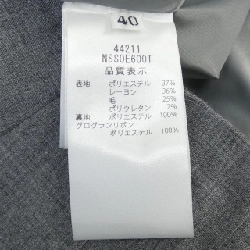 40
44211
NSSDE600T
品質表示
表地 ポリエステル 37%
レーヨン 36%
毛 25%
ポリウレタン 2%
裏地 ポリエステル 100%
グログランリボン
ポリエステル 100%